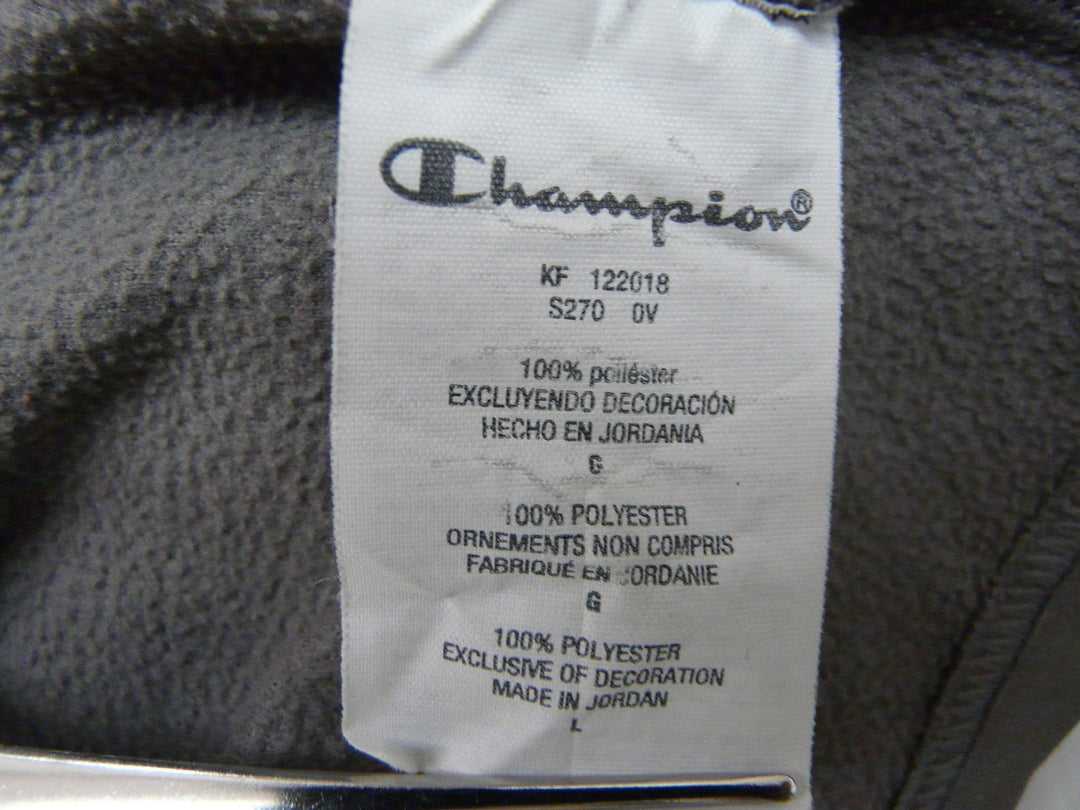 Champion®
KF 122018
S270 0V
100% poliéster
EXCLUYENDO DECORACIÓN
HECHO EN JORDANIA
G
100% POLYESTER
ORNEMENTS NON COMPRIS
FABRIQUÉ EN JORDANIE
G
100% POLYESTER
EXCLUSIVE OF DECORATION
MADE IN JORDAN
L